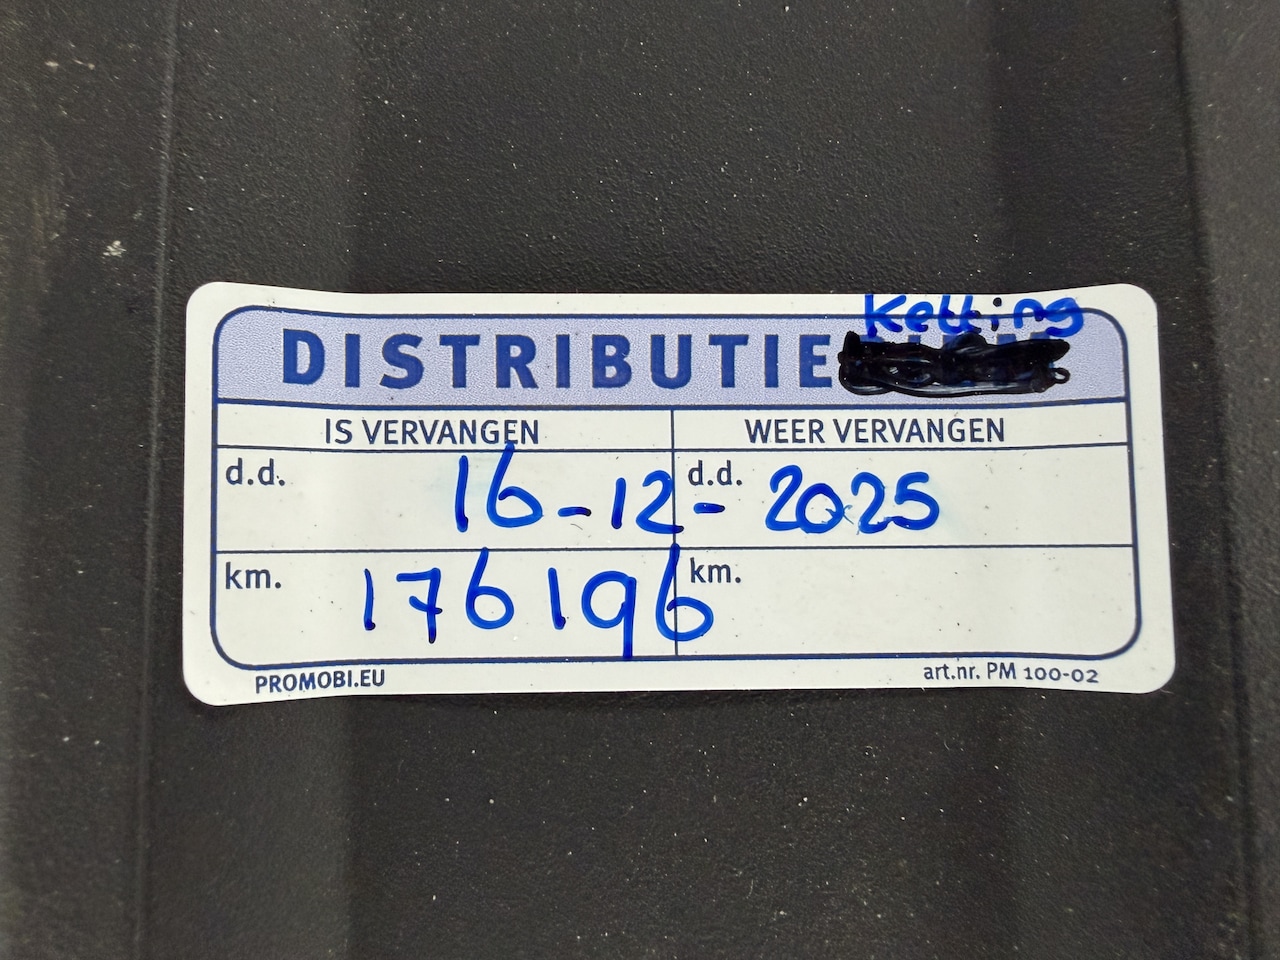 Ketting
DISTRIBUTIE
IS VERVANGEN WEER VERVANGEN
d.d. 16-12- d.d. 2025
km. 176196 km.
PROMOBI.EU art.nr. PM 100-02